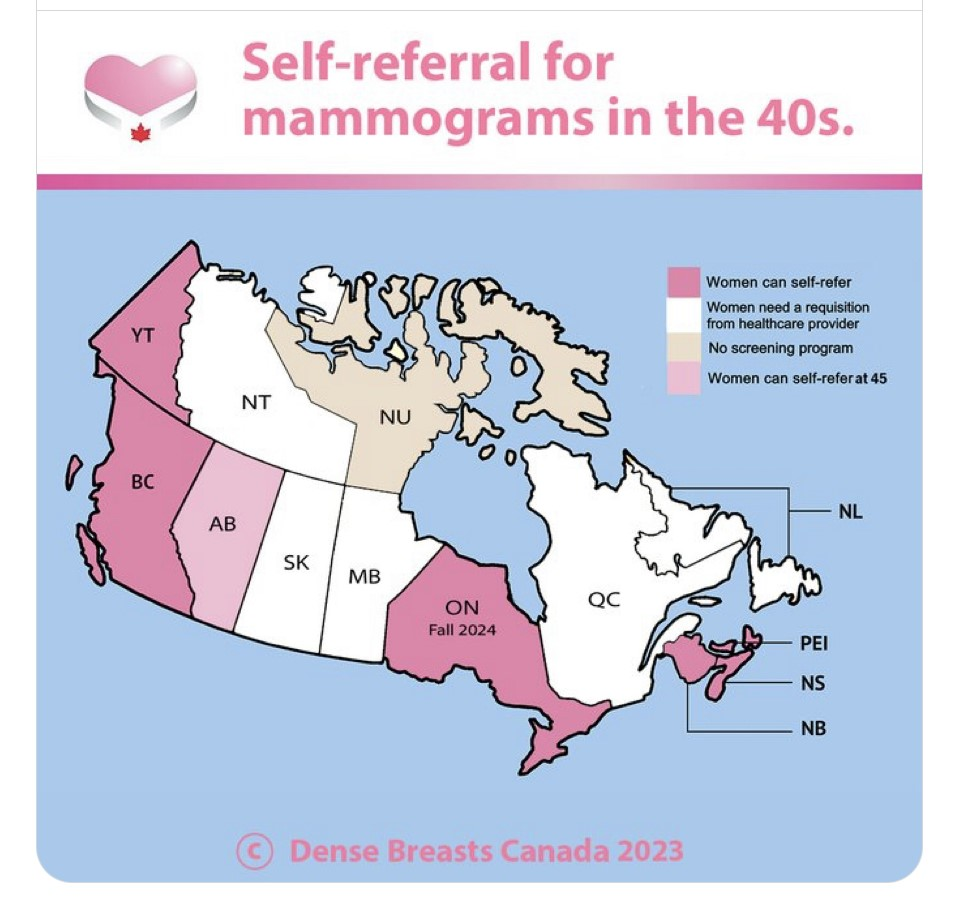 Self-referral for
mammograms in the 40s.
Women can self-refer
Women need a requisition
from healthcare provider
No screening program
Women can self-refer at 45
YT
NT
NU
BC
AB
SK
MB
ON
Fall 2024
QC
NL
PEI
NS
NB
© Dense Breasts Canada 2023